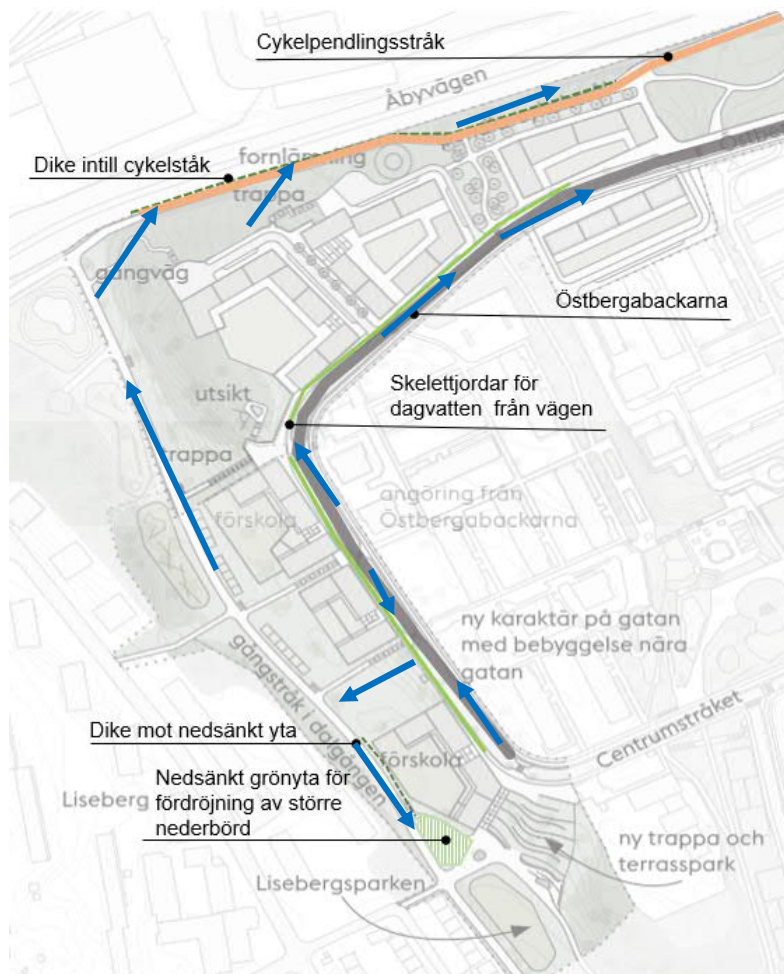 Cykelpendlingsstråk
Åbyvägen
Dike intill cykelståk
fornlämning
trappa
gångväg
Östbergabackarna
utsikt
Skelettjordar för
dagvatten från vägen
trappa
förskola
angöring från
Östbergabackarna
ny karaktär på gatan
med bebyggelse nära
gatan
gångstråk i dalgången
Centrumstråket
Dike mot nedsänkt yta
förskola
Nedsänkt grönyta för
fördröjning av större
nederbörd
Liseberg
ny trappa och
terrasspark
Lisebergsparken